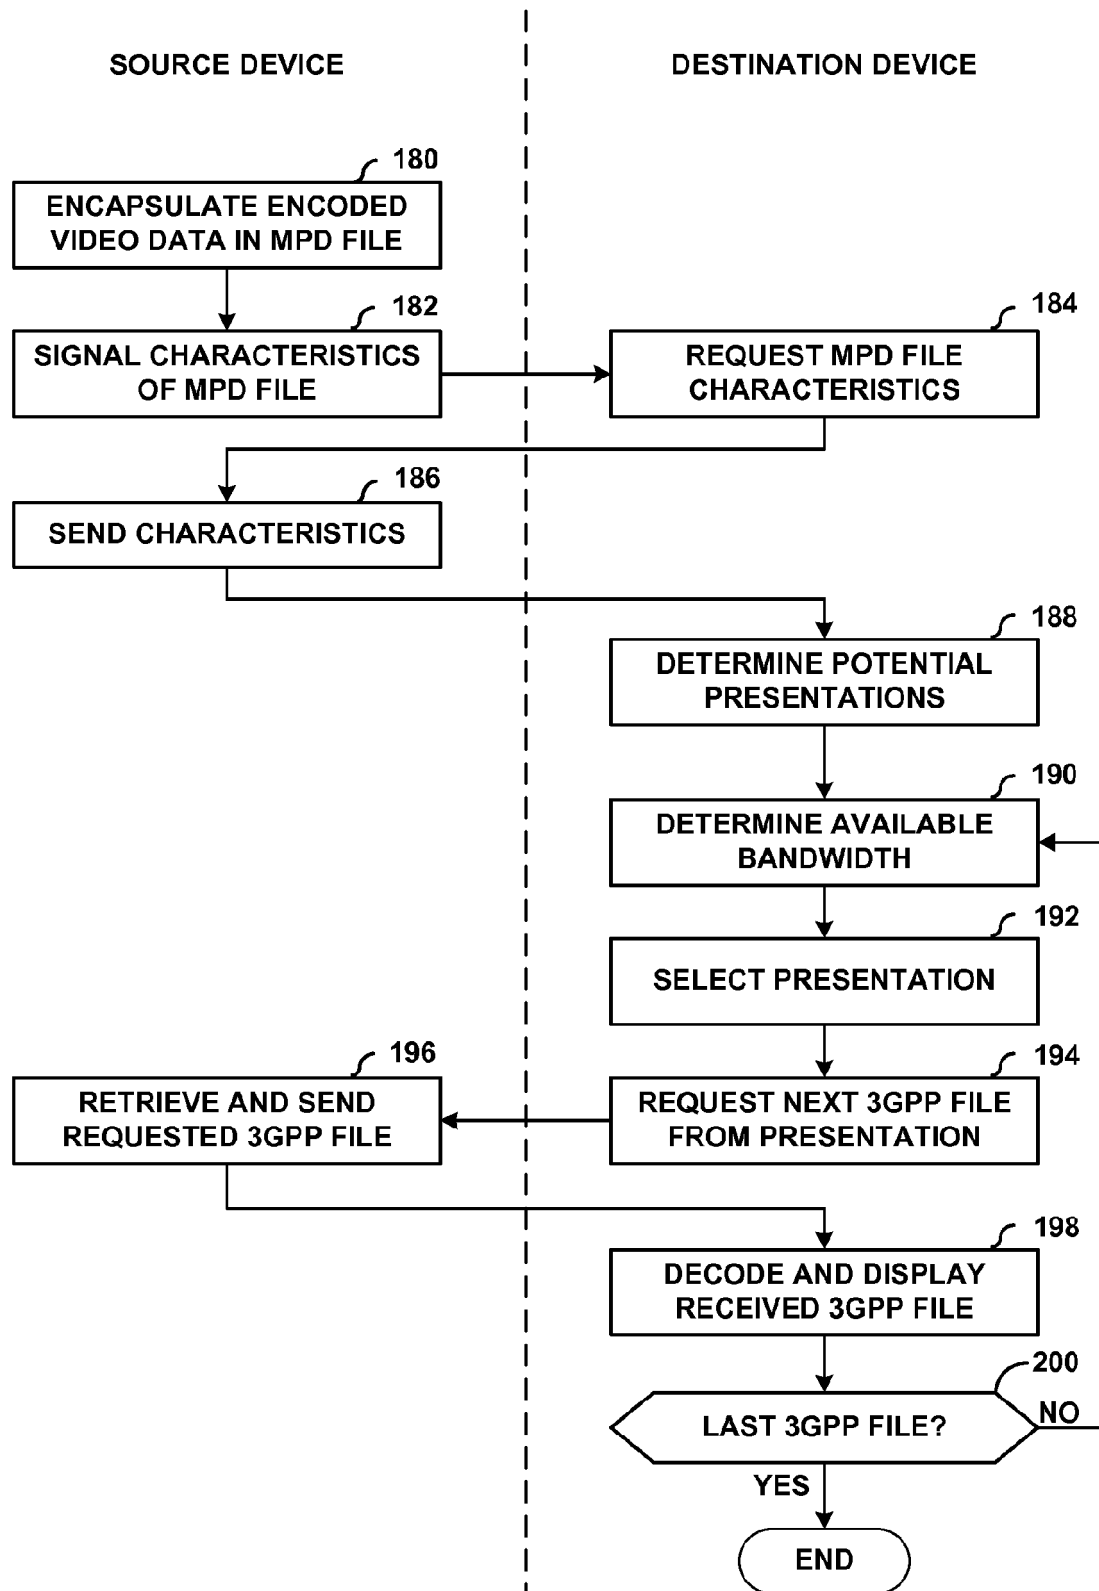 SOURCE DEVICE
DESTINATION DEVICE
180
ENCAPSULATE ENCODED
VIDEO DATA IN MPD FILE
182
SIGNAL CHARACTERISTICS
OF MPD FILE
184
REQUEST MPD FILE
CHARACTERISTICS
186
SEND CHARACTERISTICS
188
DETERMINE POTENTIAL
PRESENTATIONS
190
DETERMINE AVAILABLE
BANDWIDTH
192
SELECT PRESENTATION
194
REQUEST NEXT 3GPP FILE
FROM PRESENTATION
196
RETRIEVE AND SEND
REQUESTED 3GPP FILE
198
DECODE AND DISPLAY
RECEIVED 3GPP FILE
200
LAST 3GPP FILE?
NO
YES
END